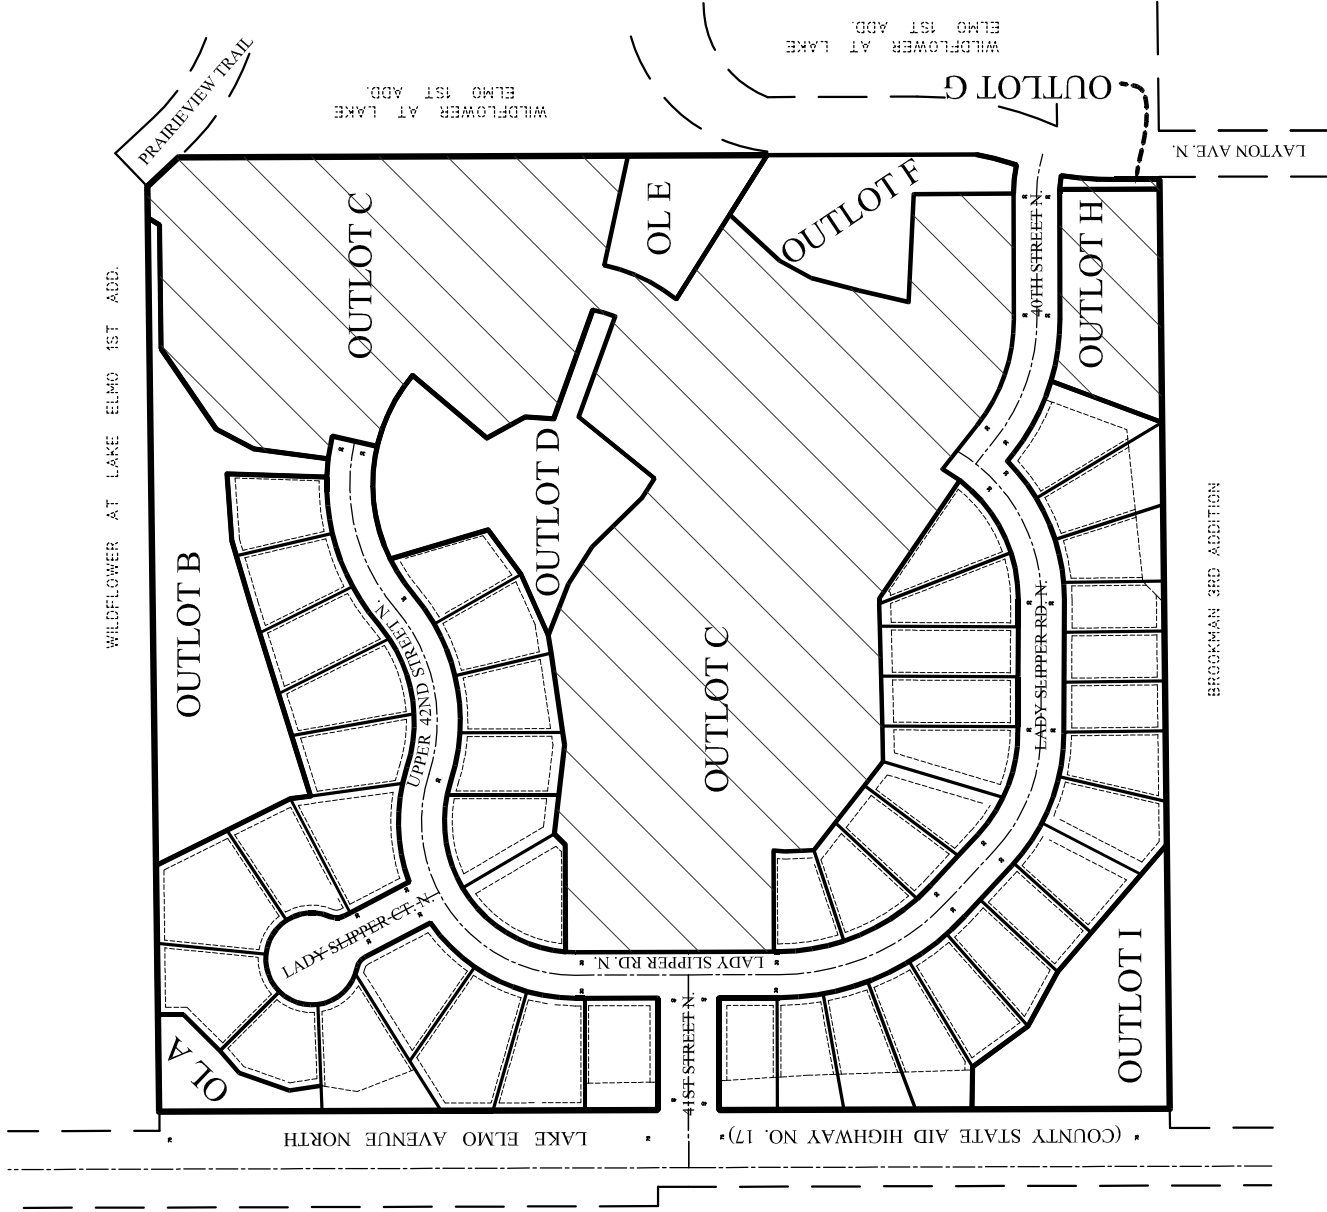 WILDFLOWER AT LAKE
ELMO 1ST ADD.
WILDFLOWER AT LAKE
ELMO 1ST ADD.
PRAIRIEVIEW TRAIL
OUTLOT G
LAYTON AVE. N.
OUTLOT C
OL E
OUTLOT F
40TH STREET N.
OUTLOT H
WILDFLOWER AT LAKE ELMO 1ST ADD.
OUTLOT D
OUTLOT B
UPPER 42ND STREET N.
OUTLOT C
LADY SLIPPER RD. N.
BROOKMAN 3RD ADDITION
LADY SLIPPER CT. N.
LADY SLIPPER RD. N.
41ST STREET N.
OUTLOT I
OL A
LAKE ELMO AVENUE NORTH
(COUNTY STATE AID HIGHWAY NO. 17)